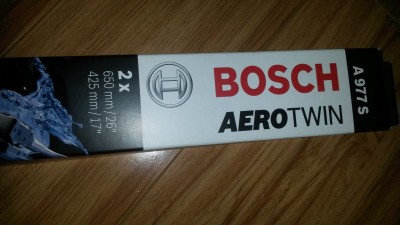 2 x
650 mm/26"
425 mm/17"
BOSCH
AEROTWIN
A 977 S